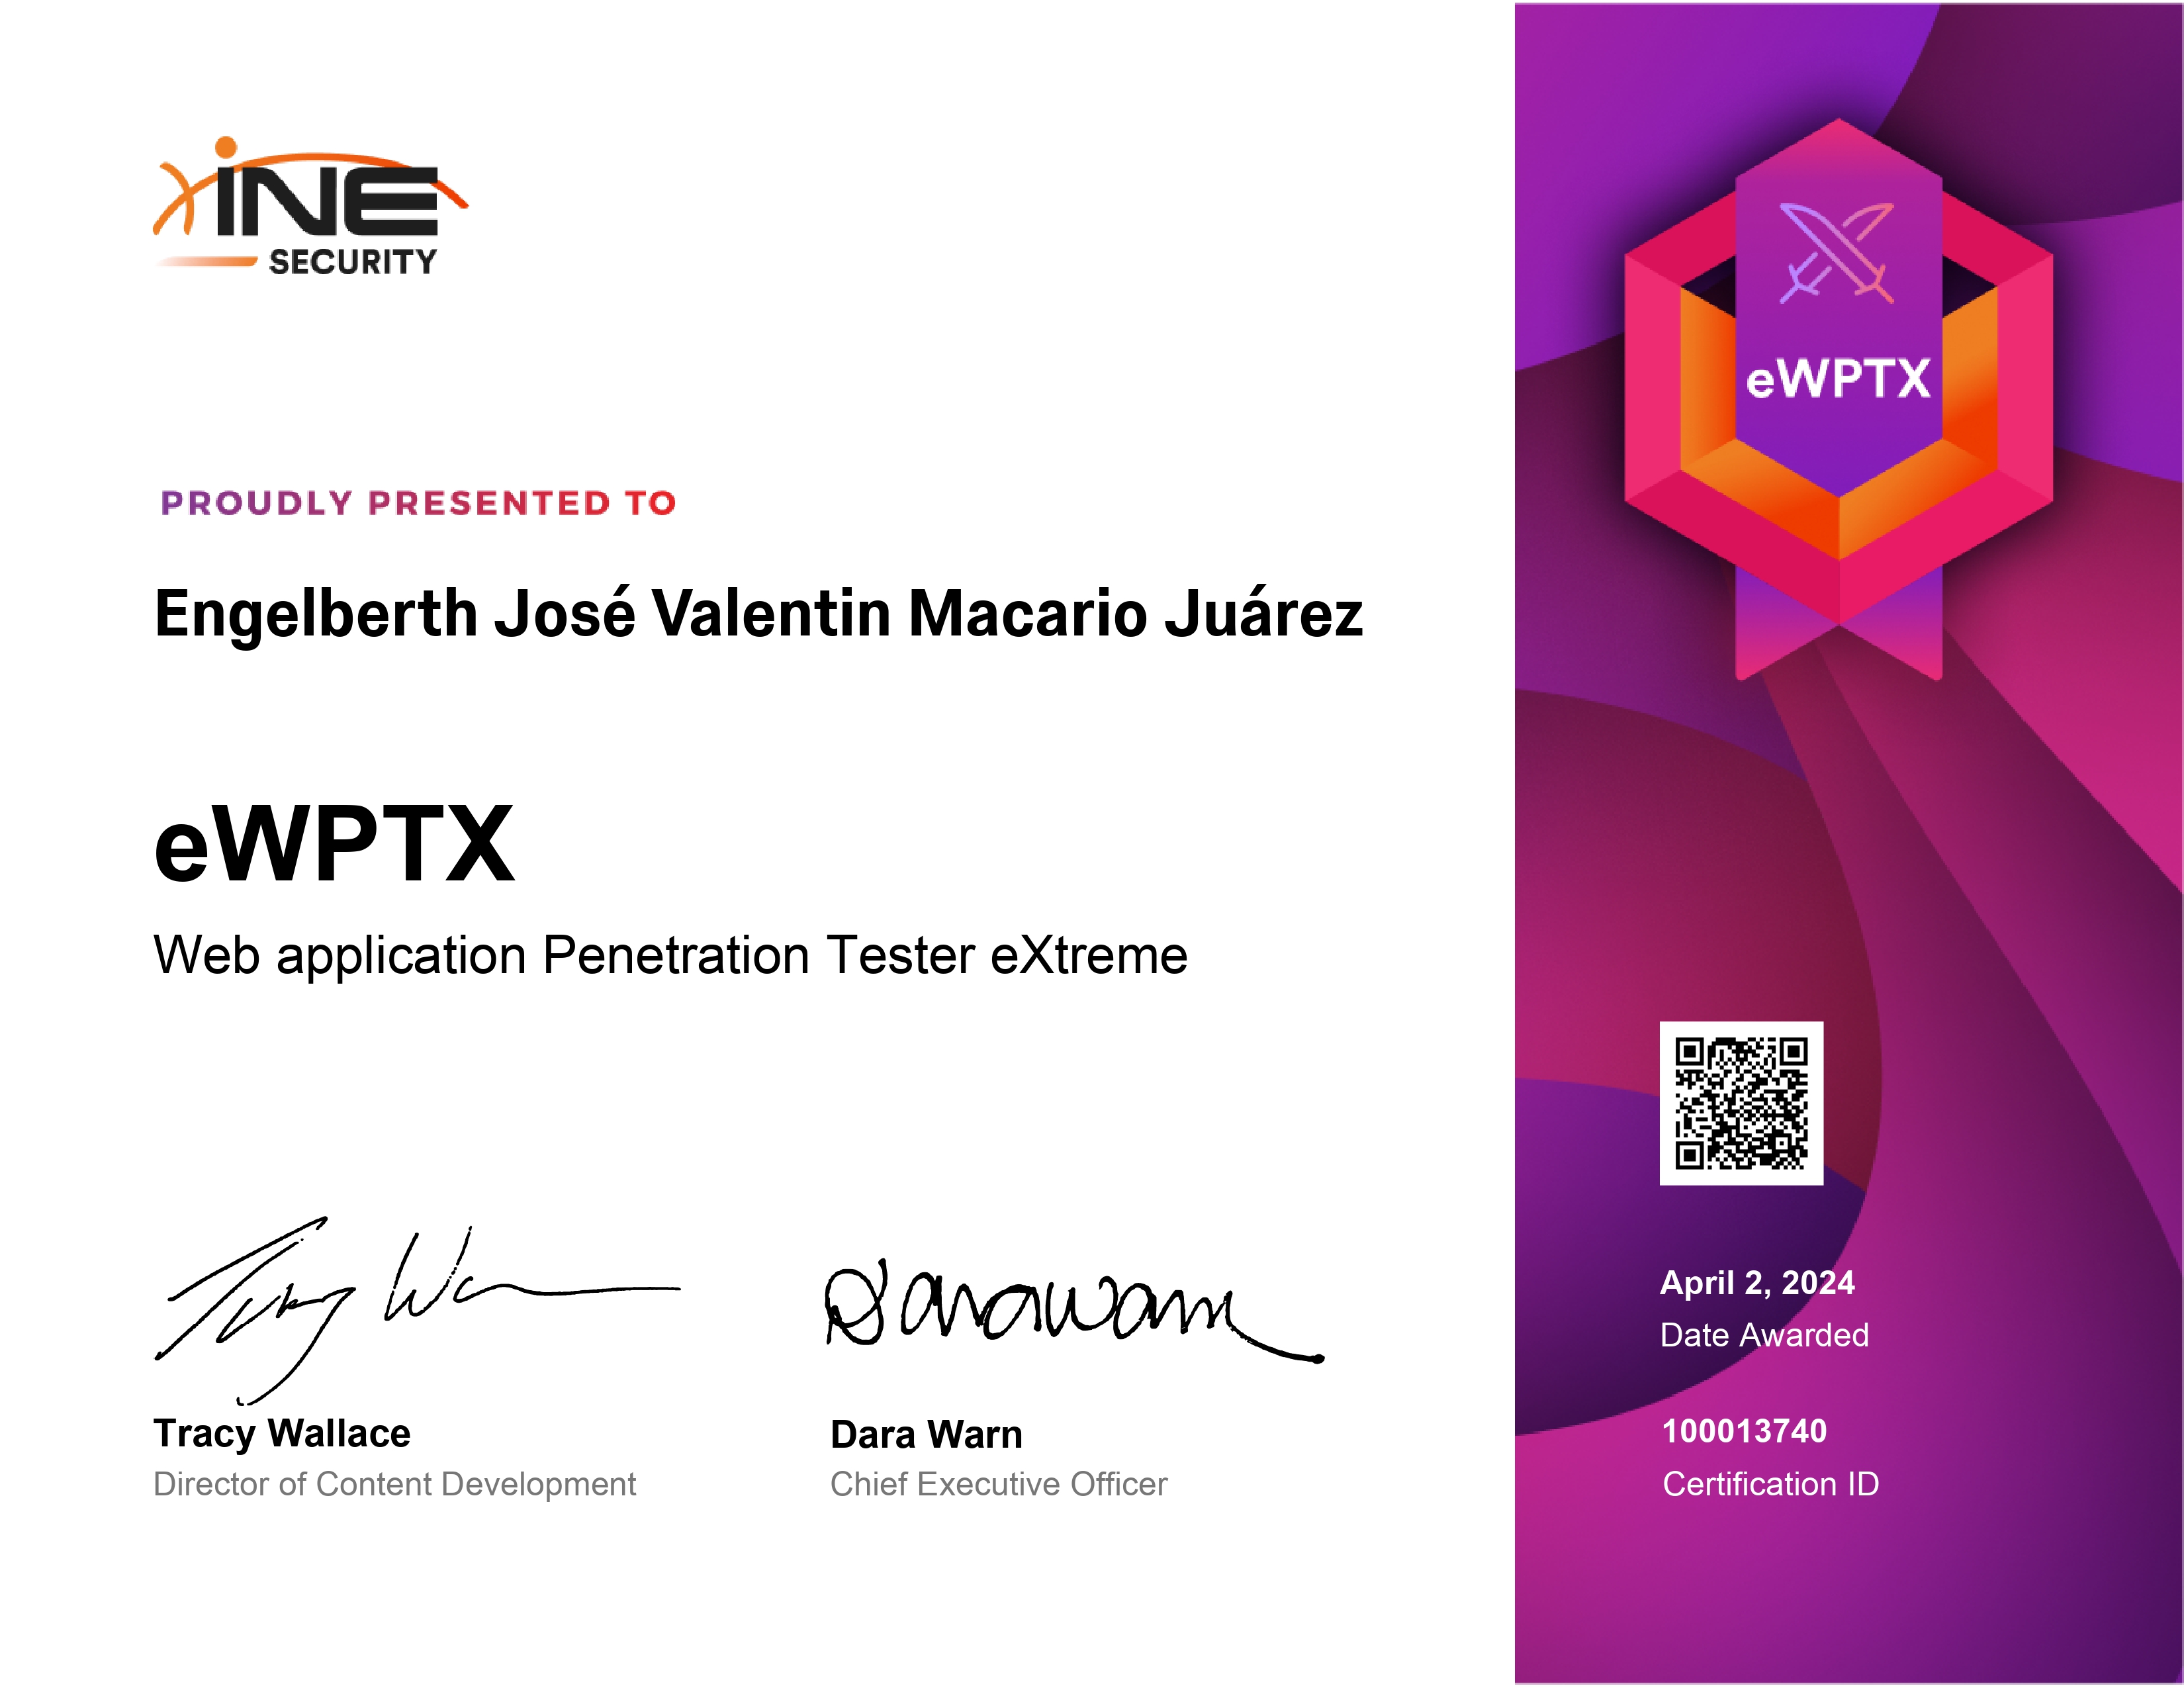 iNE
SECURITY
PROUDLY PRESENTED TO
Engelberth José Valentin Macario Juárez
eWPTX
Web application Penetration Tester eXtreme
Tracy Wallace
Director of Content Development
Dara Warn
Chief Executive Officer
eWPTX
April 2, 2024
Date Awarded
100013740
Certification ID